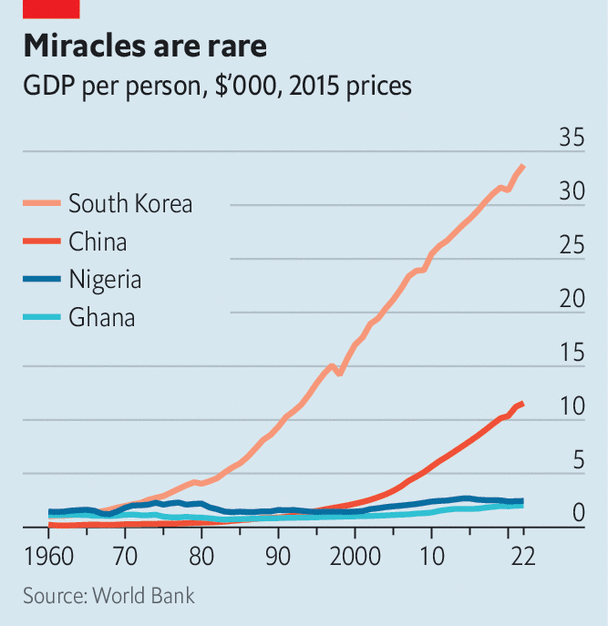 Miracles are rare
GDP per person, $’000, 2015 prices
35
South Korea
30
China
25
Nigeria
20
Ghana
15
10
5
0
1960 70 80 90 2000 10 22
Source: World Bank